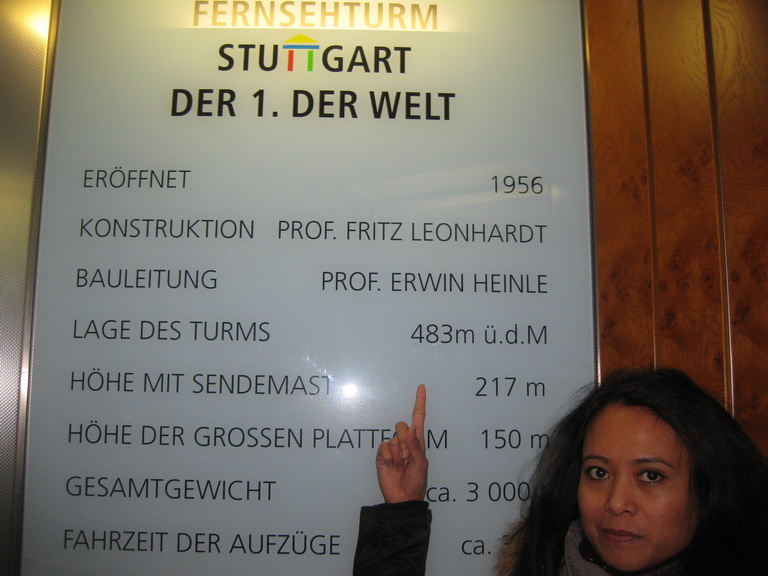 FERNSEHTURM
STUTTGART
DER 1. DER WELT
ERÖFFNET 1956
KONSTRUKTION PROF. FRITZ LEONHARDT
BAULEITUNG PROF. ERWIN HEINLE
LAGE DES TURMS 483m ü.d.M
HÖHE MIT SENDEMAST 217 m
HÖHE DER GROSSEN 150 m
GESAMTGEWICHT ca. 3 000
FAHRZEIT DER AUFZÜGE ca.